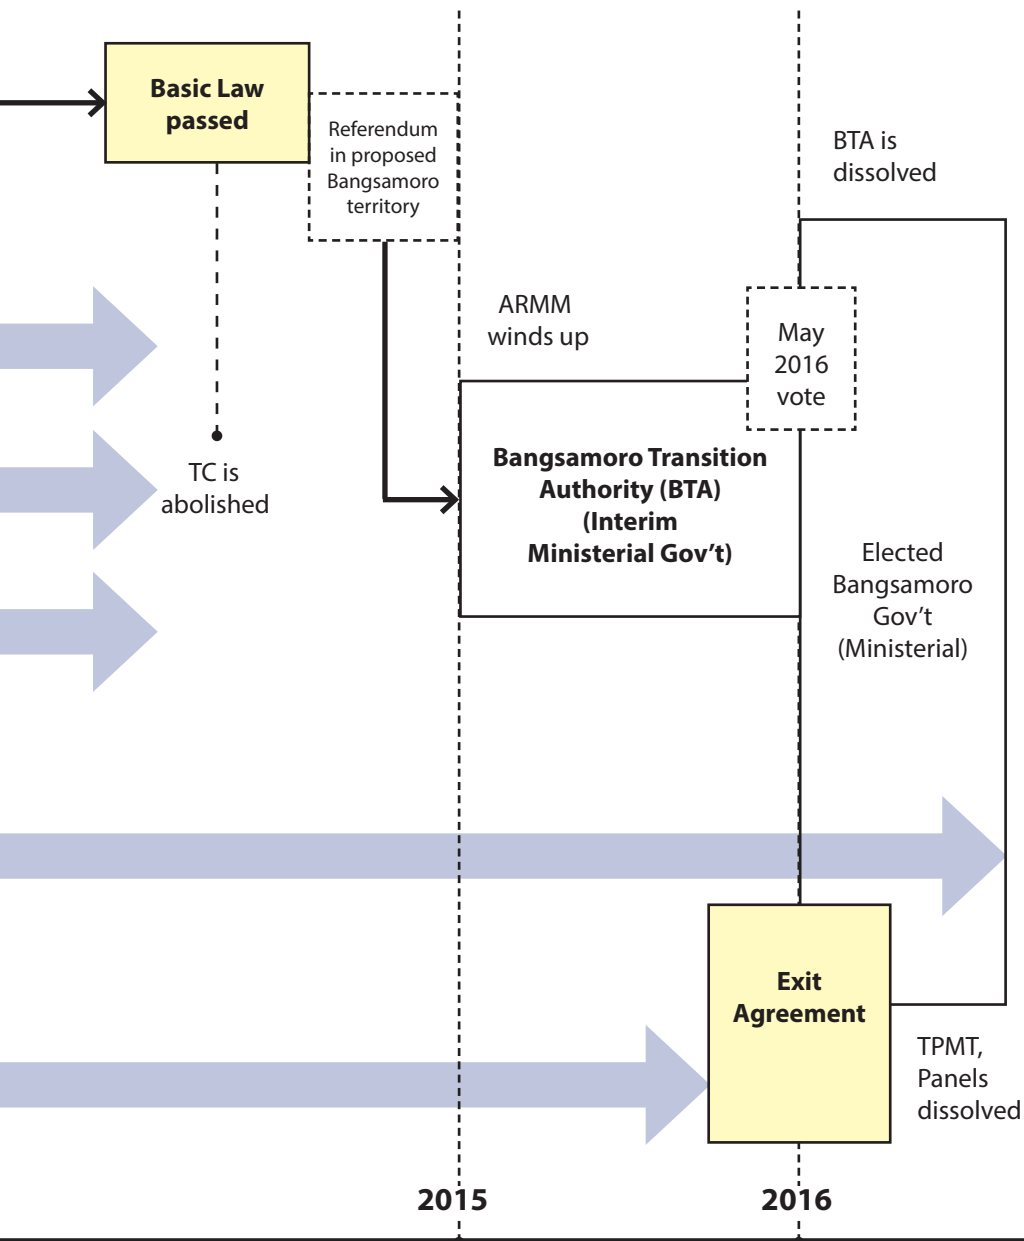 Basic Law
passed
Referendum
in proposed
Bangsamoro
territory
BTA is
dissolved
ARMM
winds up
May
2016
vote
TC is
abolished
Bangsamoro Transition
Authority (BTA)
(Interim
Ministerial Gov’t)
Elected
Bangsamoro
Gov’t
(Ministerial)
Exit
Agreement
TPMT,
Panels
dissolved
2015
2016